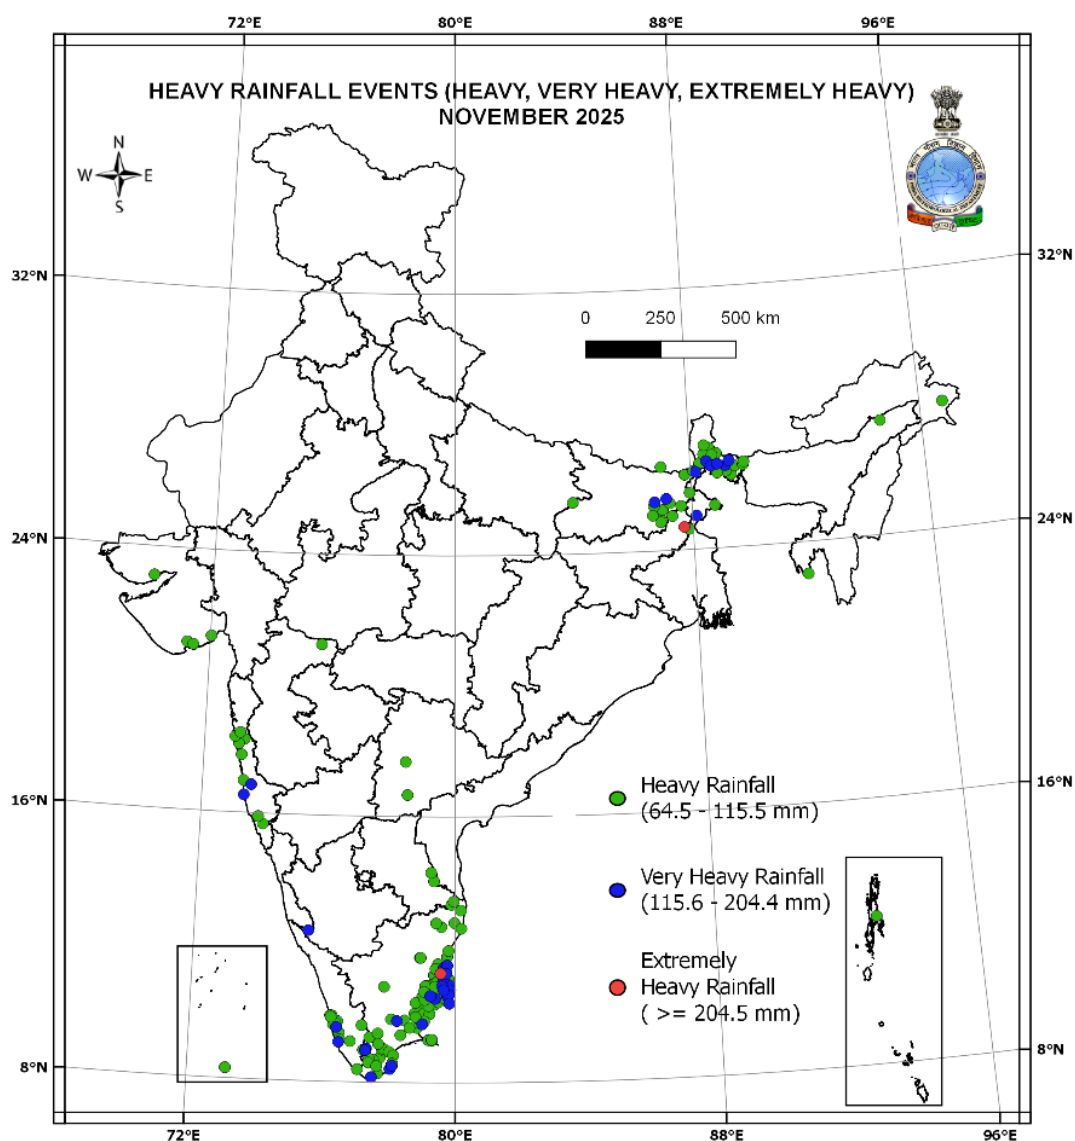 72°E 80°E 88°E 96°E
HEAVY RAINFALL EVENTS (HEAVY, VERY HEAVY, EXTREMELY HEAVY)
NOVEMBER 2025
N
W E
S
32°N 32°N
0 250 500 km
24°N 24°N
16°N 16°N
Heavy Rainfall
(64.5 - 115.5 mm)
Very Heavy Rainfall
(115.6 - 204.4 mm)
Extremely
Heavy Rainfall
( >= 204.5 mm)
8°N 8°N
72°E 80°E 88°E 96°E